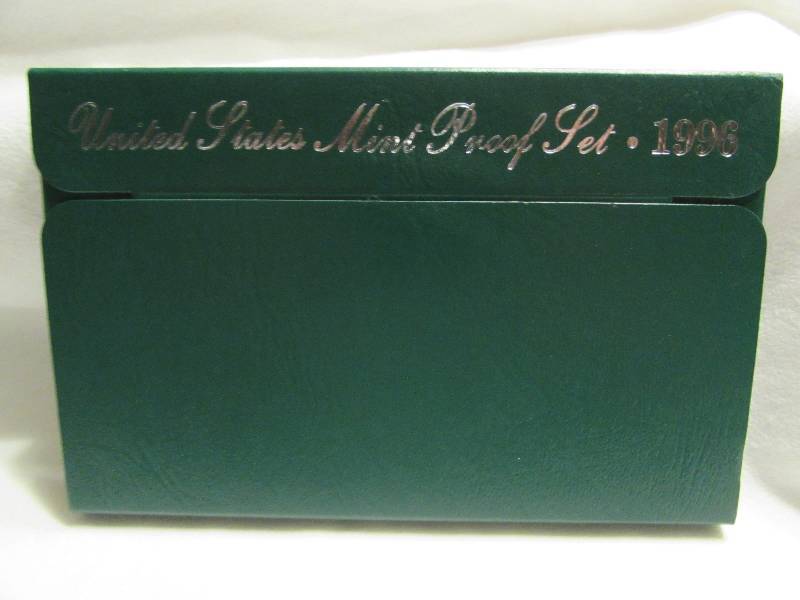 United States Mint Proof Set • 1996